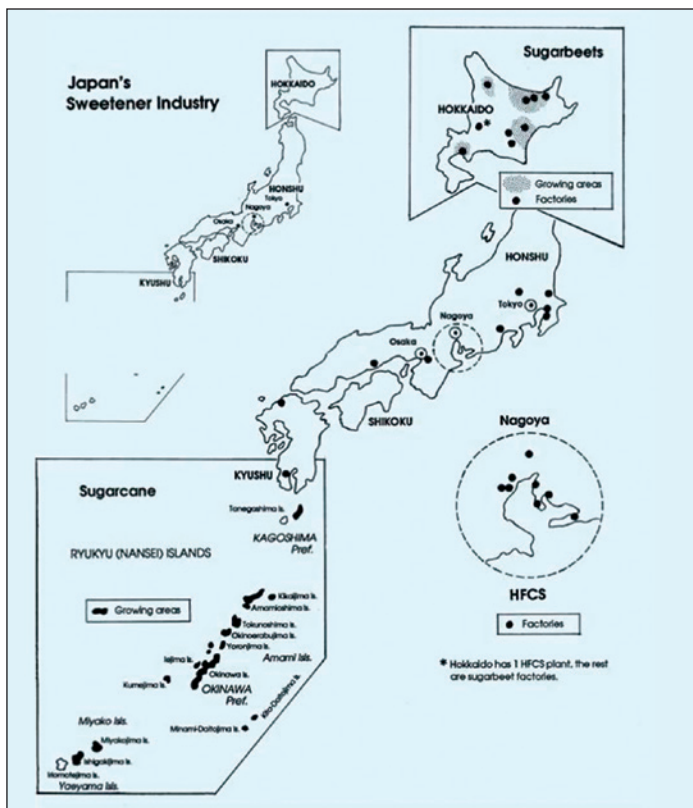 Japan's
Sweetener Industry
HOKKAIDO
HONSHU
Tokyo
Nagoya
Osaka
SHIKOKU
KYUSHU
Sugarbeets
HOKKAIDO
*
Growing areas
Factories
HONSHU
Tokyo
Nagoya
Osaka
SHIKOKU
KYUSHU
Sugarcane
Tanegashima Is.
KAGOSHIMA
Pref.
RYUKYU (NANSEI) ISLANDS
Growing areas
Kikaijima Is.
Amamioshima Is.
Tokunoshima Is.
Okinoerabujima Is.
Yoronjima Is.
Amami Isls.
Iejima Is.
Okinawa Is.
Kumejima Is.
OKINAWA
Pref.
Kita-Daitojima Is.
Minami-Daitojima Is.
Miyako Isls.
Miyakojima Is.
Ishigakijima Is.
Yaeyama Isls.
Nagoya
HFCS
Factories
* Hokkaido has 1 HFCS plant, the rest
are sugarbeet factories.